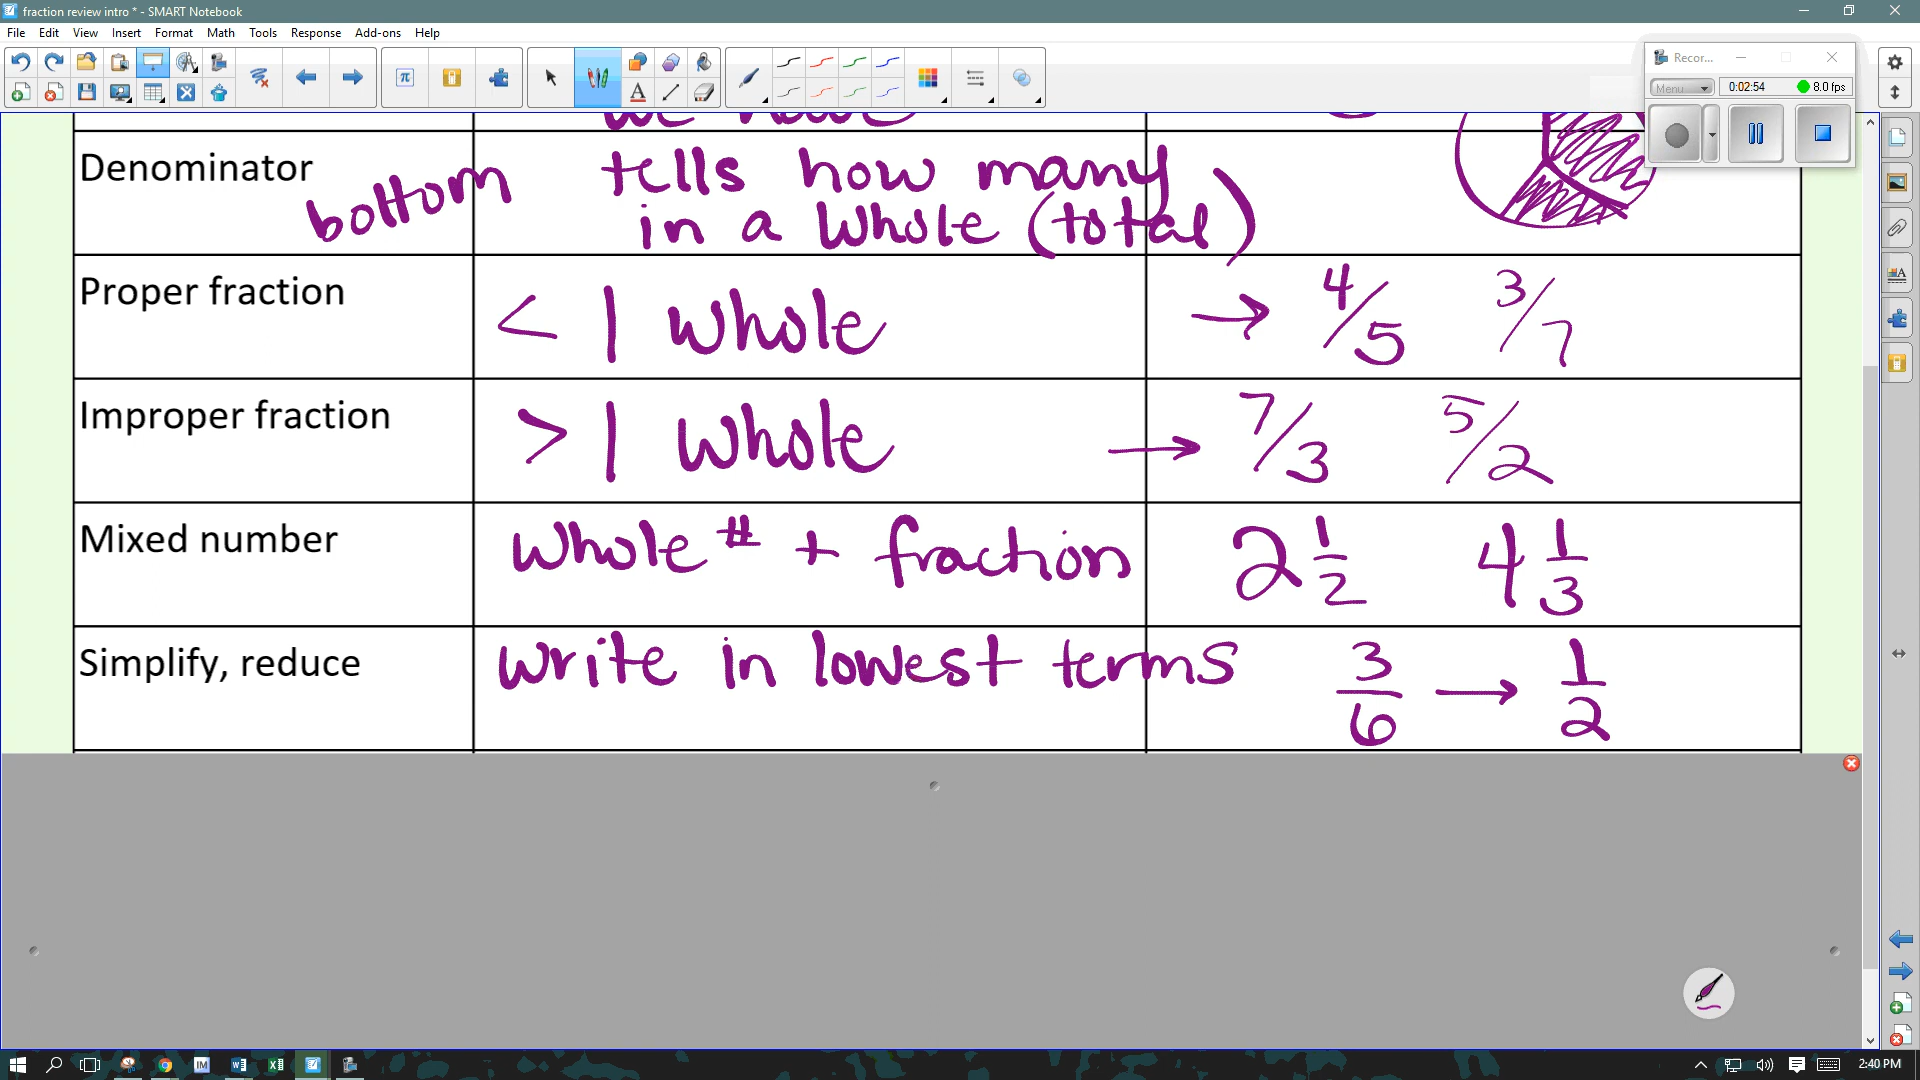 fraction review intro * - SMART Notebook
File Edit View Insert Format Math Tools Response Add-ons Help
Recor...
Menu 0:02:54 8.0 fps
we have
Denominator
bottom
tells how many
in a whole (total)
Proper fraction
< 1 whole → 4/5 3/7
Improper fraction
> 1 whole → 7/3 5/2
Mixed number
whole # + fraction 2 1/2 4 1/3
Simplify, reduce
write in lowest terms 3/6 → 1/2
2:40 PM